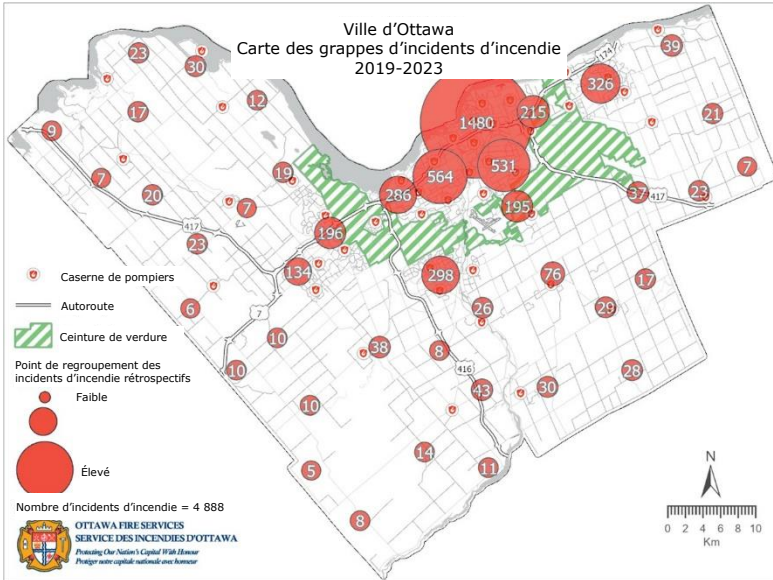 Ville d’Ottawa
Carte des grappes d’incidents d’incendie
2019-2023
23
30
39
174
326
12
17
215
21
1480
9
7
531
19
564
7
20
286
37
23
417
7
195
417
196
23
134
298
76
17
Caserne de pompiers
Autoroute
6
7
26
29
Ceinture de verdure
10
38
8
Point de regroupement des
incidents d’incendie rétrospectifs
10
416
28
Faible
43
30
10
Élevé
14
5
11
N
Nombre d’incidents d’incendie = 4 888
8
0 2 4 6 8 10
Km
OTTAWA FIRE SERVICES
SERVICE DES INCENDIES D’OTTAWA
Protecting Our Nation’s Capital With Honour
Protéger notre capitale nationale avec honneur